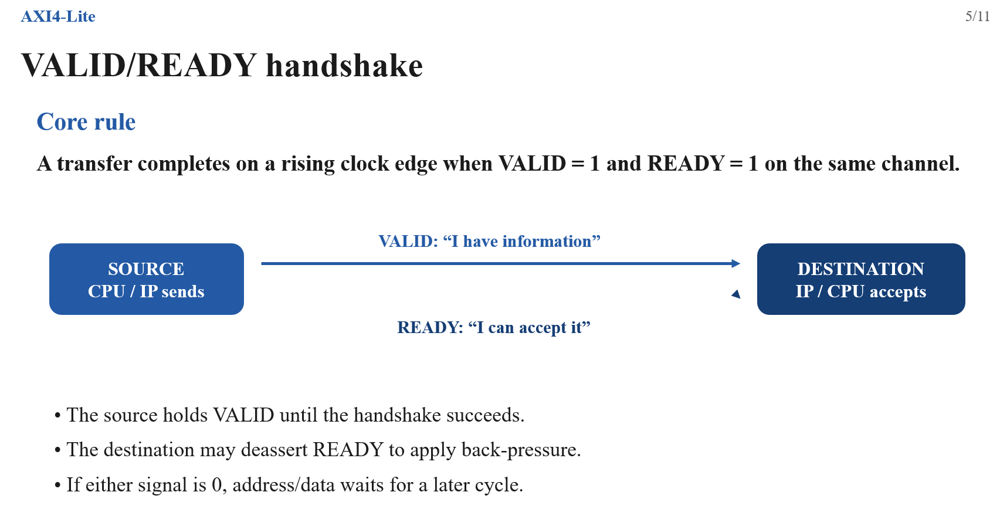 AXI4-Lite
5/11
VALID/READY handshake
Core rule
A transfer completes on a rising clock edge when VALID = 1 and READY = 1 on the same channel.
VALID: “I have information”
SOURCE
CPU / IP sends
DESTINATION
IP / CPU accepts
READY: “I can accept it”
• The source holds VALID until the handshake succeeds.
• The destination may deassert READY to apply back-pressure.
• If either signal is 0, address/data waits for a later cycle.